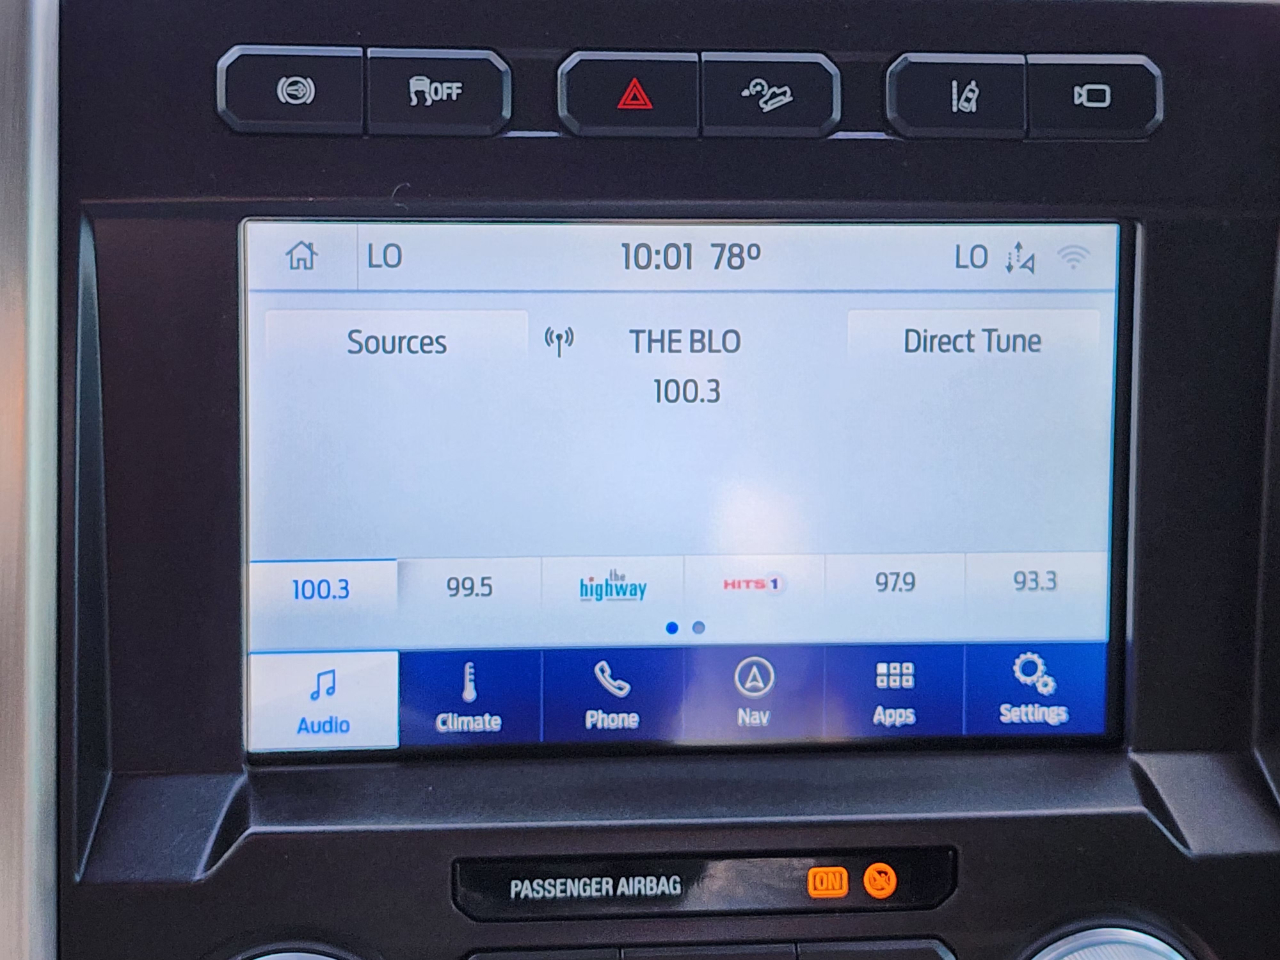 OFF
LO 10:01 78º LO
Sources THE BLO Direct Tune
100.3
100.3 99.5 the highway HITS 1 97.9 93.3
Audio Climate Phone Nav Apps Settings
PASSENGER AIRBAG ON